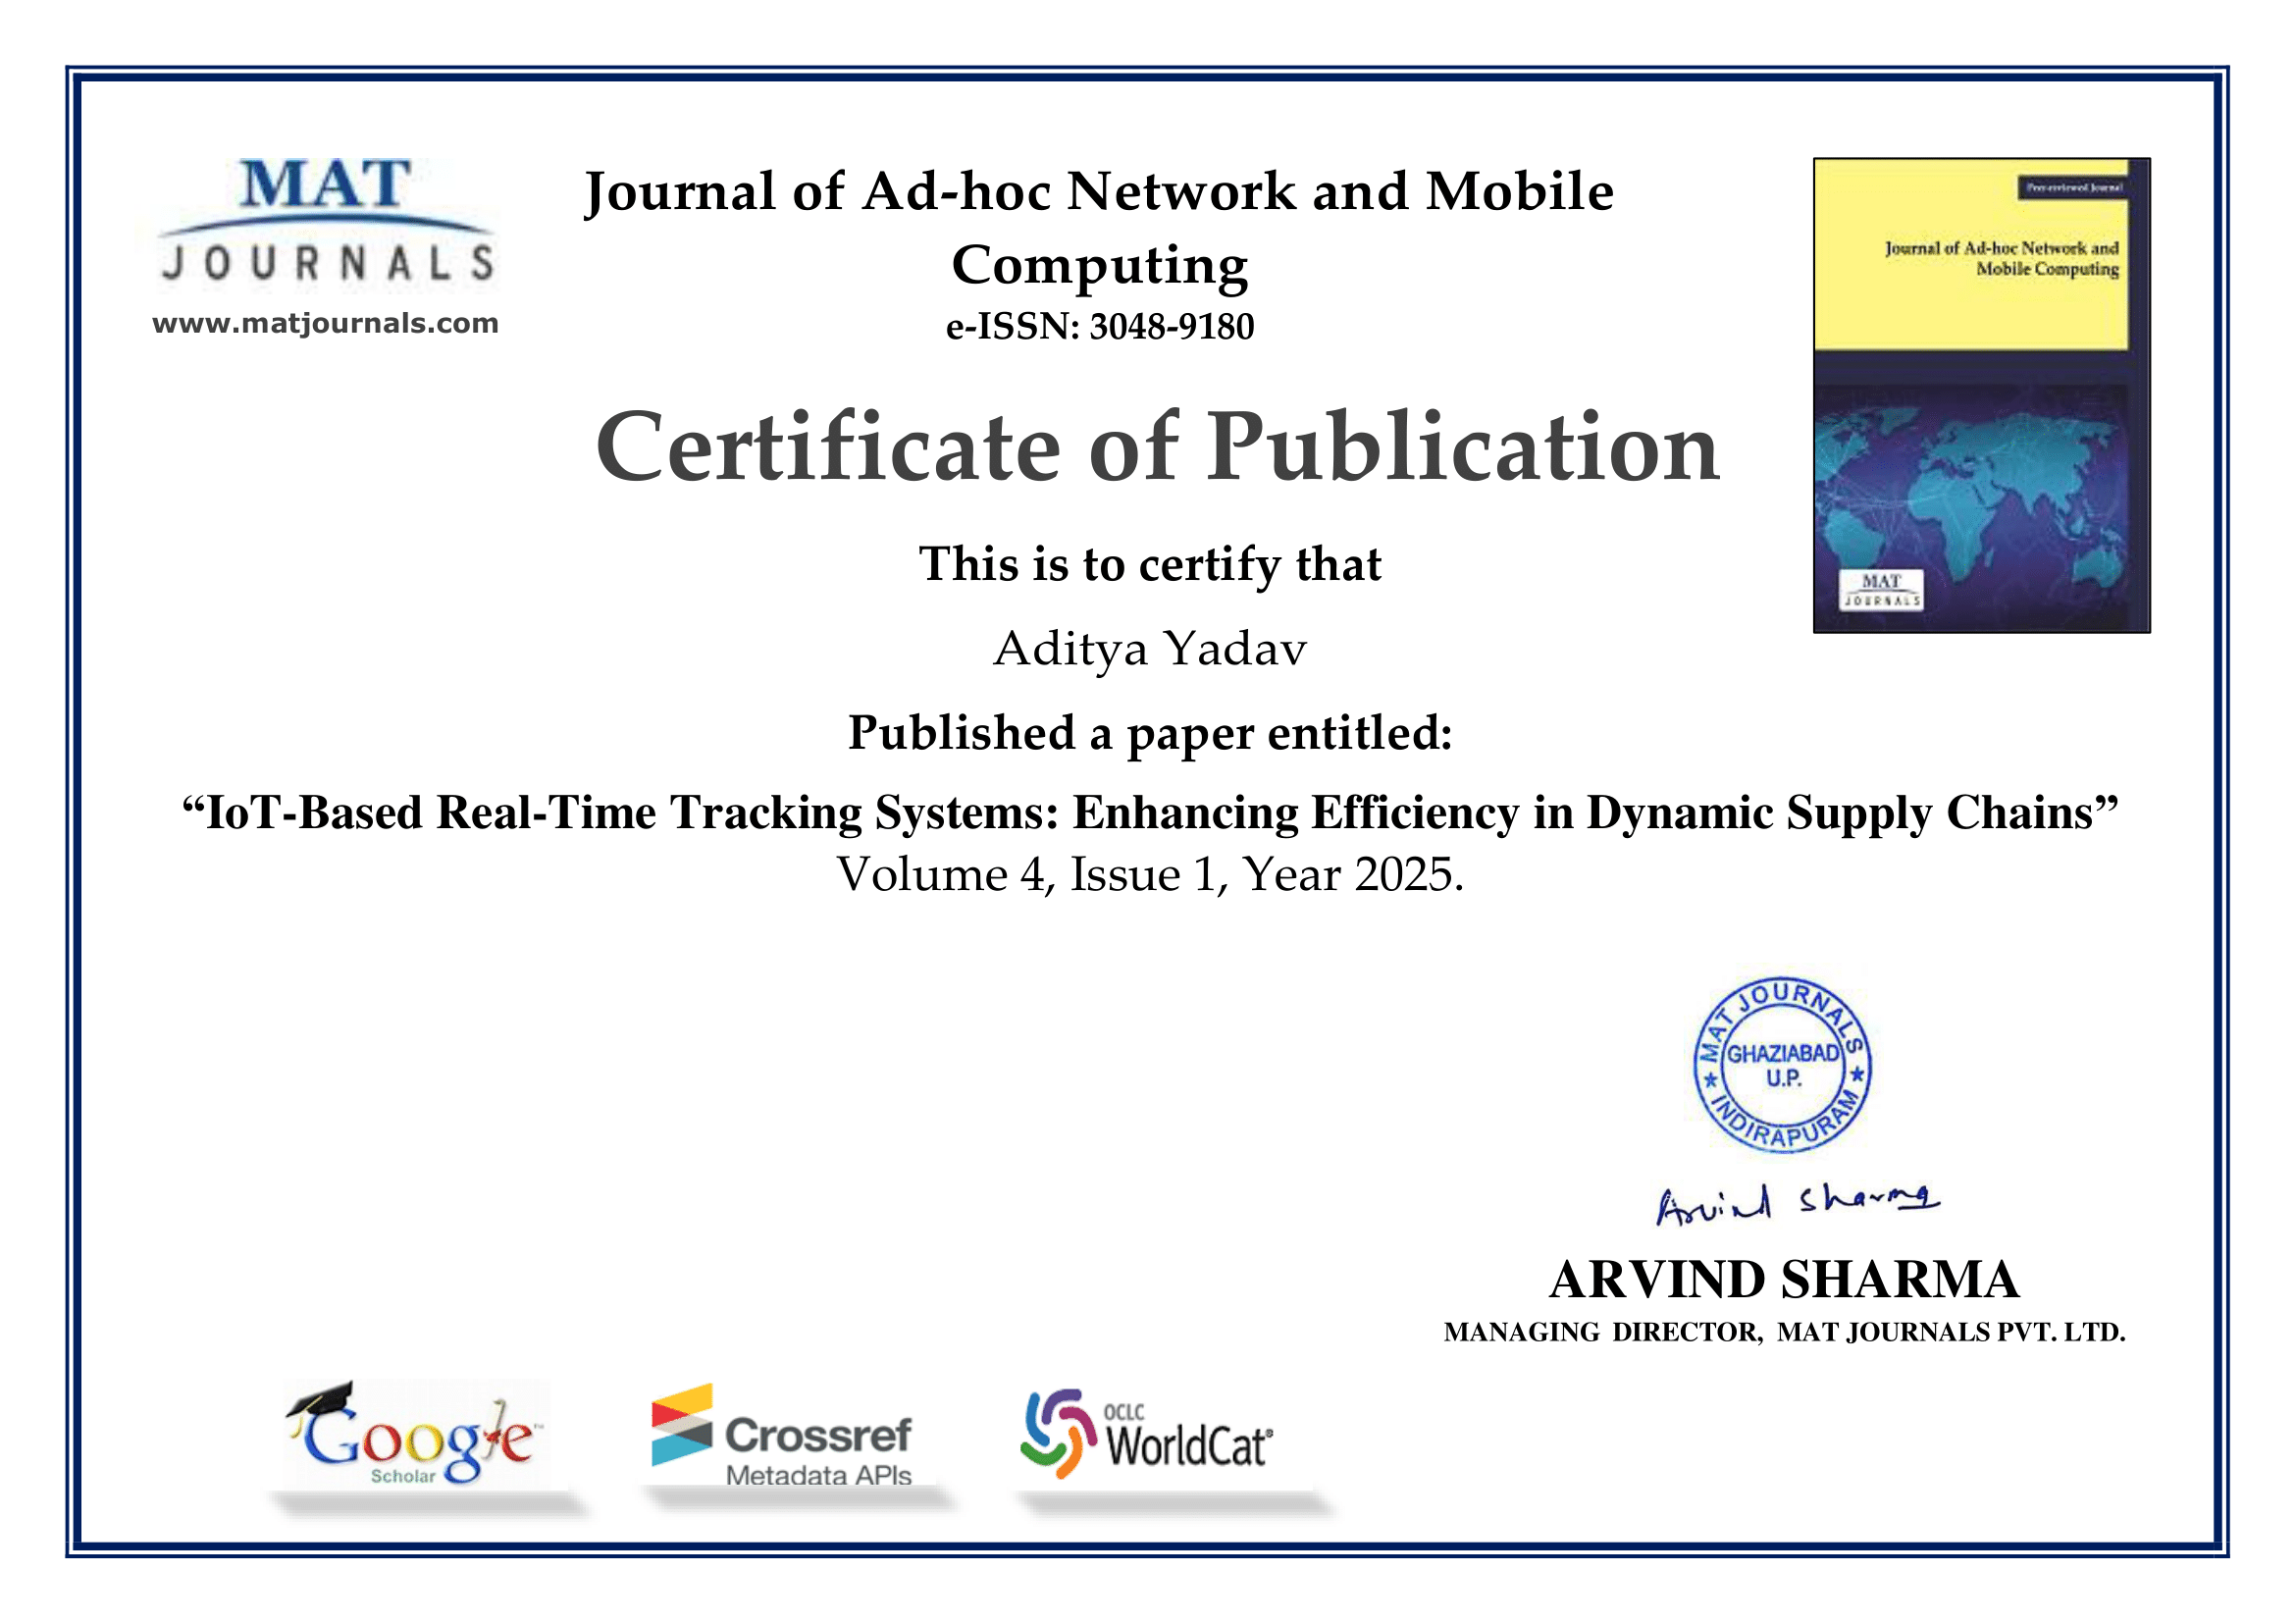 MAT
JOURNALS
www.matjournals.com
Journal of Ad-hoc Network and Mobile
Computing
e-ISSN: 3048-9180
Peer-reviewed Journal
Journal of Ad-hoc Network and
Mobile Computing
MAT
JOURNALS
Certificate of Publication
This is to certify that
Aditya Yadav
Published a paper entitled:
“IoT-Based Real-Time Tracking Systems: Enhancing Efficiency in Dynamic Supply Chains”
Volume 4, Issue 1, Year 2025.
MAT JOURNALS
GHAZIABAD
U.P.
★ INDIRAPURAM ★
Arvind Sharma
ARVIND SHARMA
MANAGING DIRECTOR, MAT JOURNALS PVT. LTD.
Google™
Scholar
Crossref
Metadata APIs
OCLC
WorldCat®